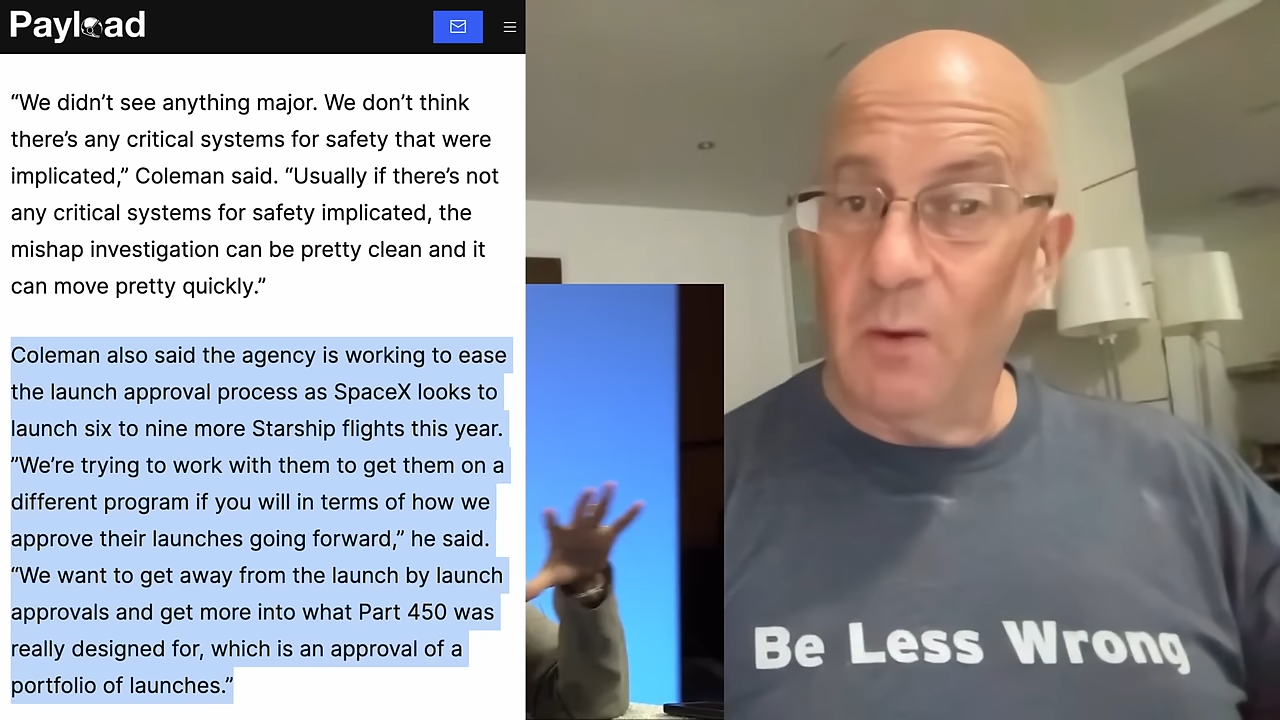 Payload
“We didn’t see anything major. We don’t think
there’s any critical systems for safety that were
implicated,” Coleman said. “Usually if there’s not
any critical systems for safety implicated, the
mishap investigation can be pretty clean and it
can move pretty quickly.”
Coleman also said the agency is working to ease
the launch approval process as SpaceX looks to
launch six to nine more Starship flights this year.
”We’re trying to work with them to get them on a
different program if you will in terms of how we
approve their launches going forward,” he said.
“We want to get away from the launch by launch
approvals and get more into what Part 450 was
really designed for, which is an approval of a
portfolio of launches.”
Be Less Wrong